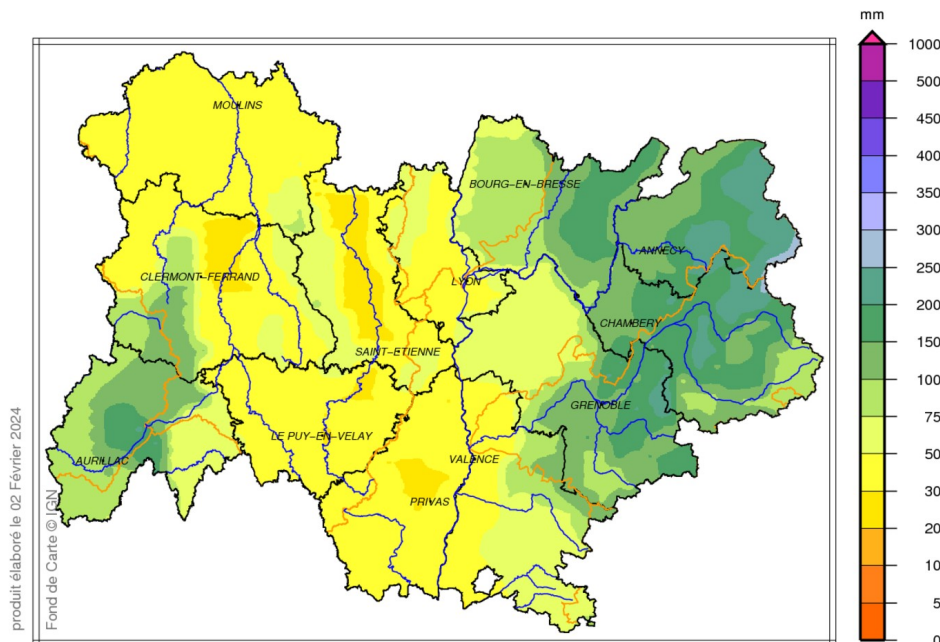 mm
MOULINS
BOURG-EN-BRESSE
ANNECY
CLERMONT-FERRAND
LYON
CHAMBERY
SAINT-ETIENNE
GRENOBLE
LE PUY-EN-VELAY
VALENCE
AURILLAC
PRIVAS
1000
500
450
400
350
300
250
200
150
100
75
50
30
20
10
5
0
produit élaboré le 02 Février 2024
Fond de Carte © IGN